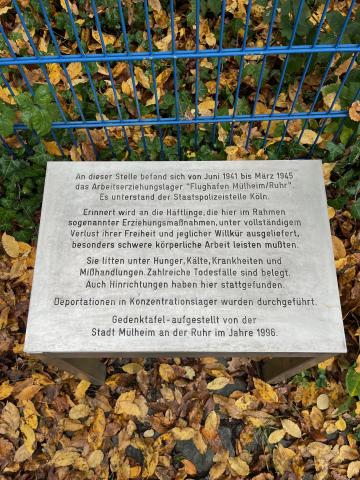 An dieser Stelle befand sich von Juni 1941 bis März 1945
das Arbeitserziehungslager "Flughafen Mülheim/Ruhr".
Es unterstand der Staatspolizeistelle Köln.
Erinnert wird an die Häftlinge, die hier im Rahmen
sogenannter Erziehungsmaßnahmen, unter vollständigem
Verlust ihrer Freiheit und jeglicher Willkür ausgeliefert,
besonders schwere körperliche Arbeit leisten mußten.
Sie litten unter Hunger, Kälte, Krankheiten und
Mißhandlungen. Zahlreiche Todesfälle sind belegt.
Auch Hinrichtungen haben hier stattgefunden.
Deportationen in Konzentrationslager wurden durchgeführt.
Gedenktafel-aufgestellt von der
Stadt Mülheim an der Ruhr im Jahre 1996.